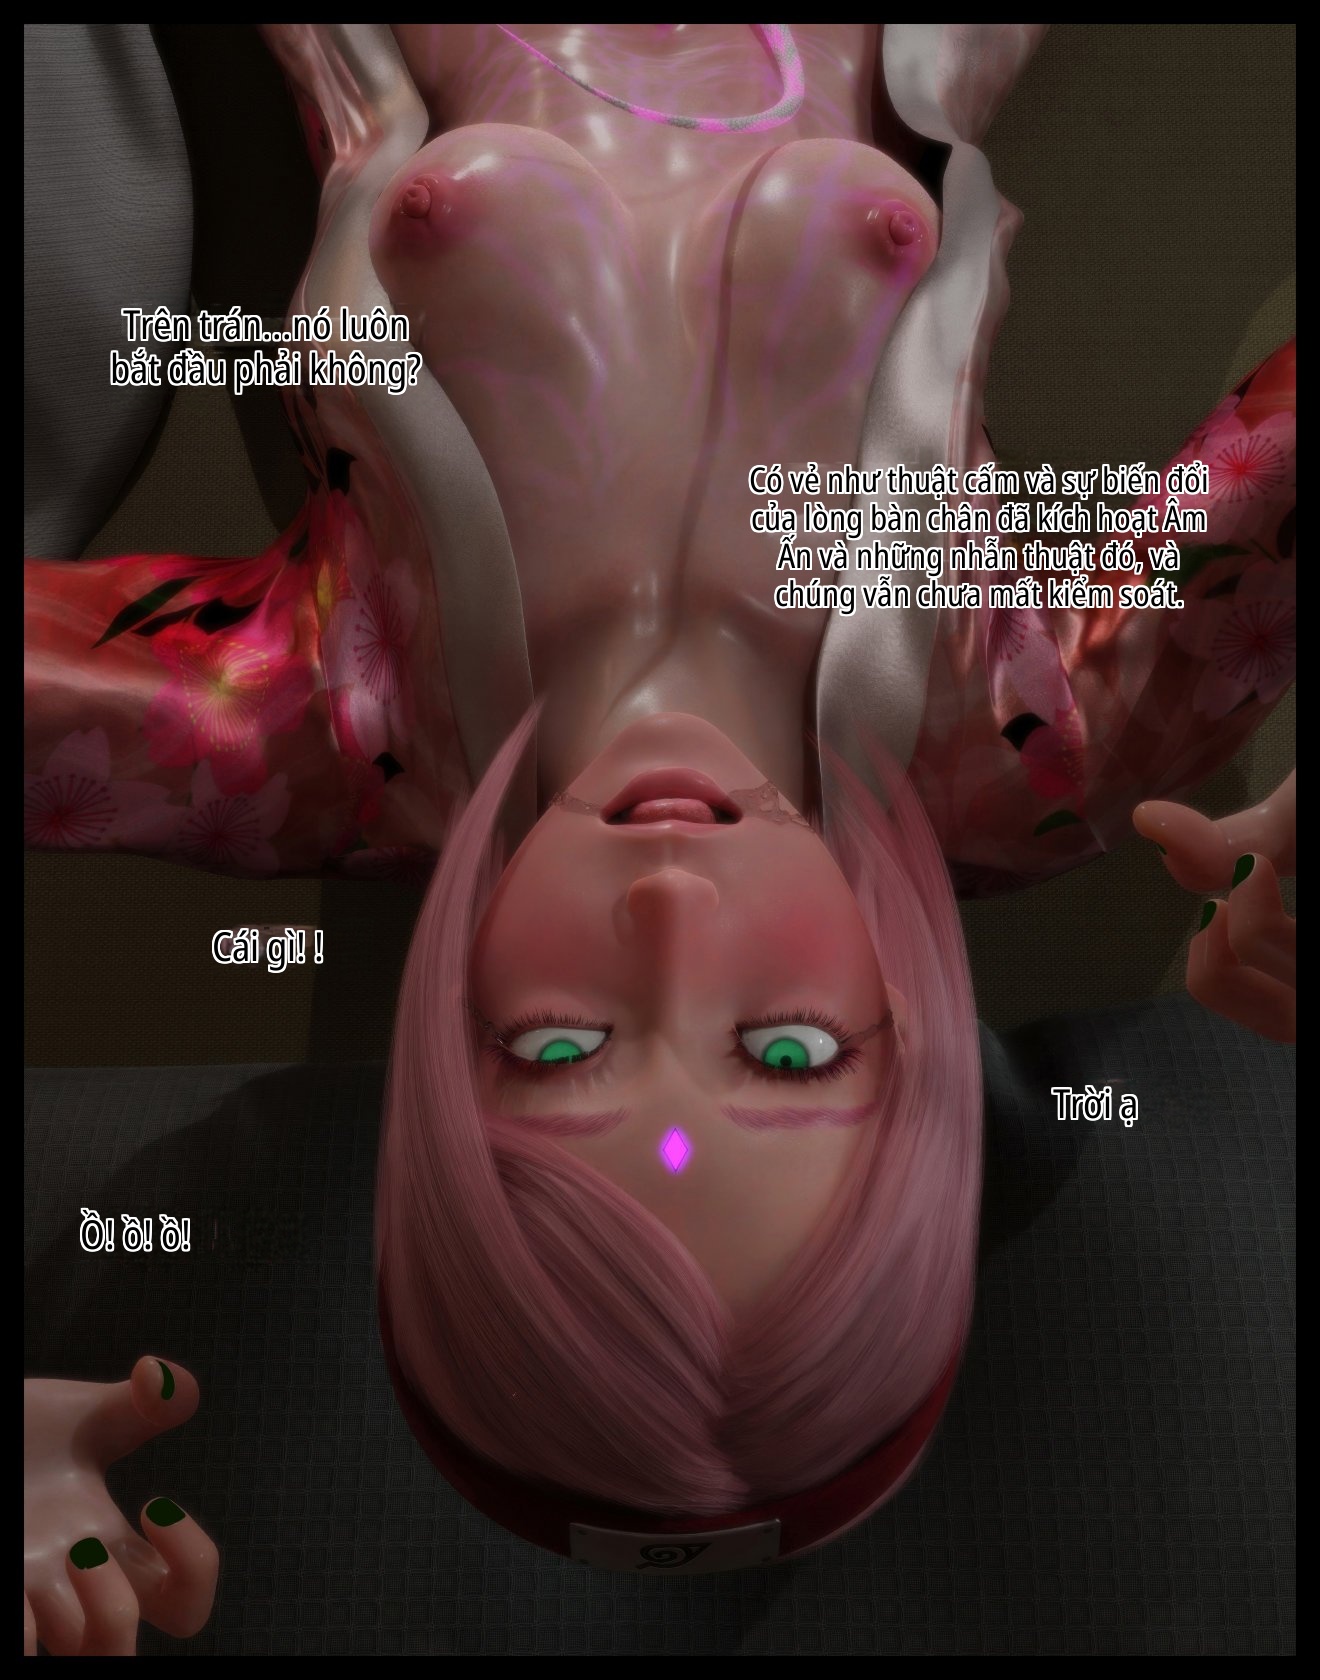 Trên trán...nó luôn
bắt đầu phải không?
Có vẻ như thuật cấm và sự biến đổi
của lòng bàn chân đã kích hoạt Âm
Ấn và những nhẫn thuật đó, và
chúng vẫn chưa mất kiểm soát.
Cái gì! !
Trời ạ
Ồ! ồ! ồ!